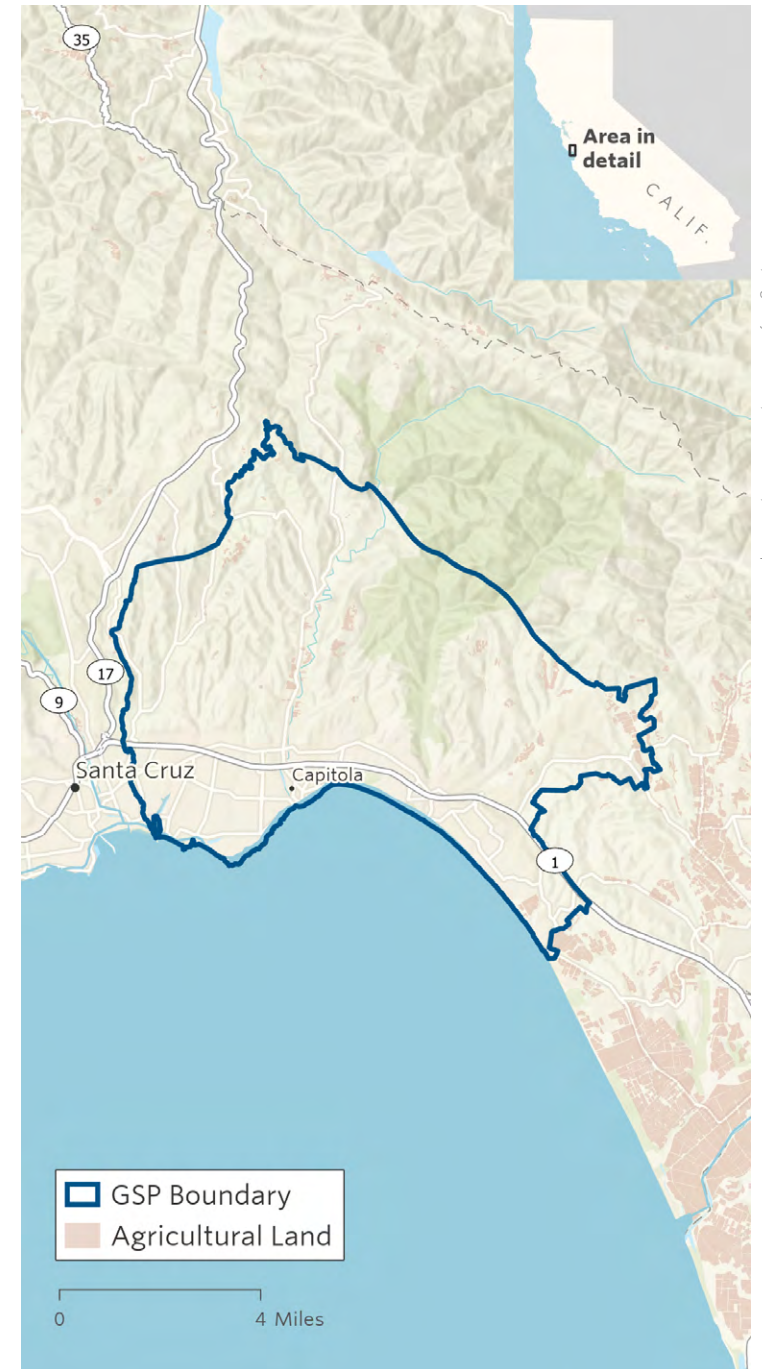 35
Area in
detail
CALIF.
17
9
Santa Cruz
Capitola
1
GSP Boundary
Agricultural Land
0
4 Miles